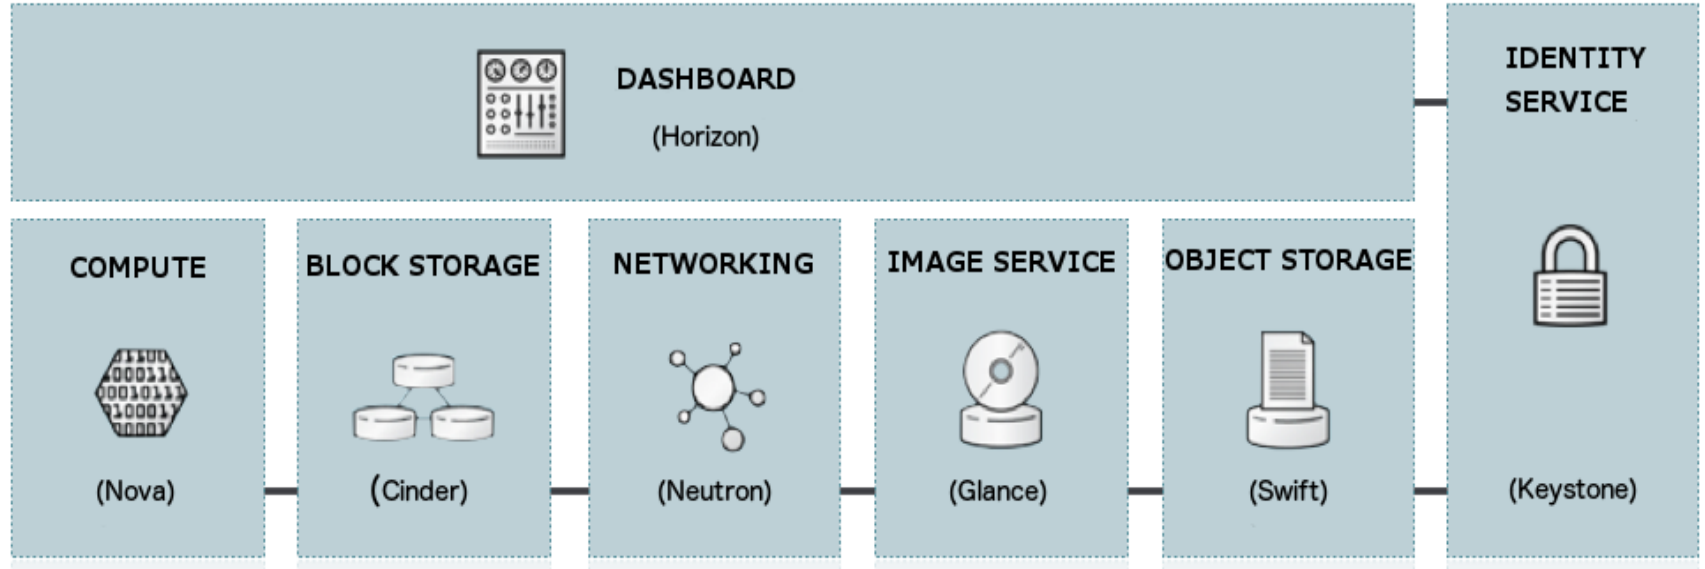 DASHBOARD
(Horizon)
IDENTITY
SERVICE
(Keystone)
COMPUTE
(Nova)
BLOCK STORAGE
(Cinder)
NETWORKING
(Neutron)
IMAGE SERVICE
(Glance)
OBJECT STORAGE
(Swift)